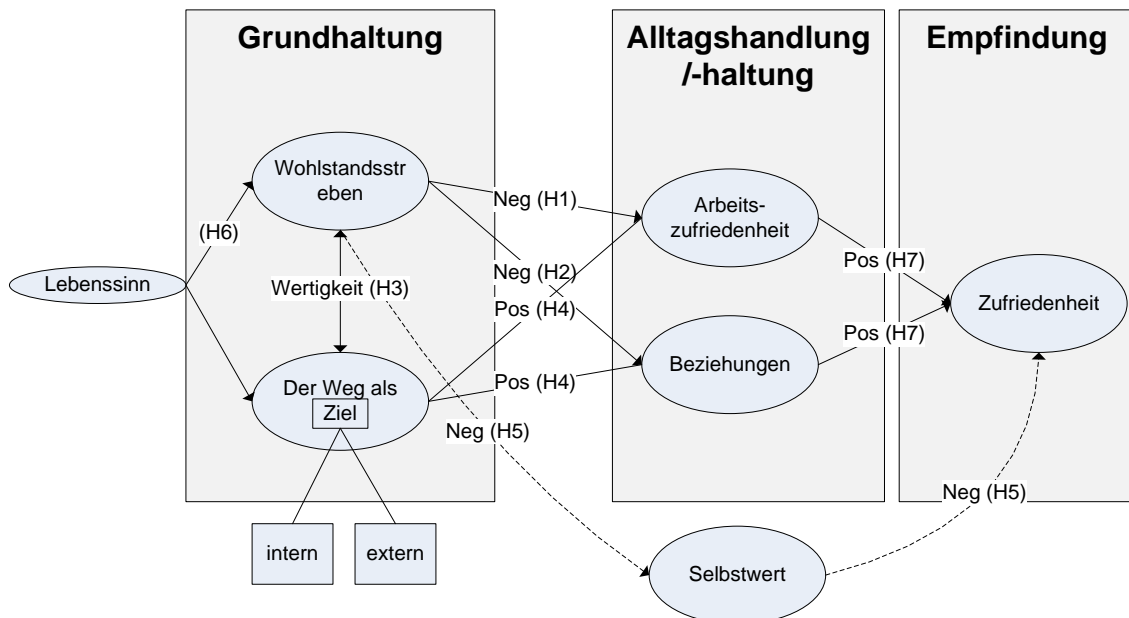 Grundhaltung
Alltagshandlung
/-haltung
Empfindung
Wohlstandsstr
eben
Neg (H1)
Arbeits-
zufriedenheit
(H6)
Neg (H2)
Pos (H7)
Lebenssinn
Wertigkeit (H3)
Zufriedenheit
Pos (H4)
Pos (H7)
Beziehungen
Der Weg als
Ziel
Pos (H4)
Neg (H5)
Neg (H5)
intern
extern
Selbstwert